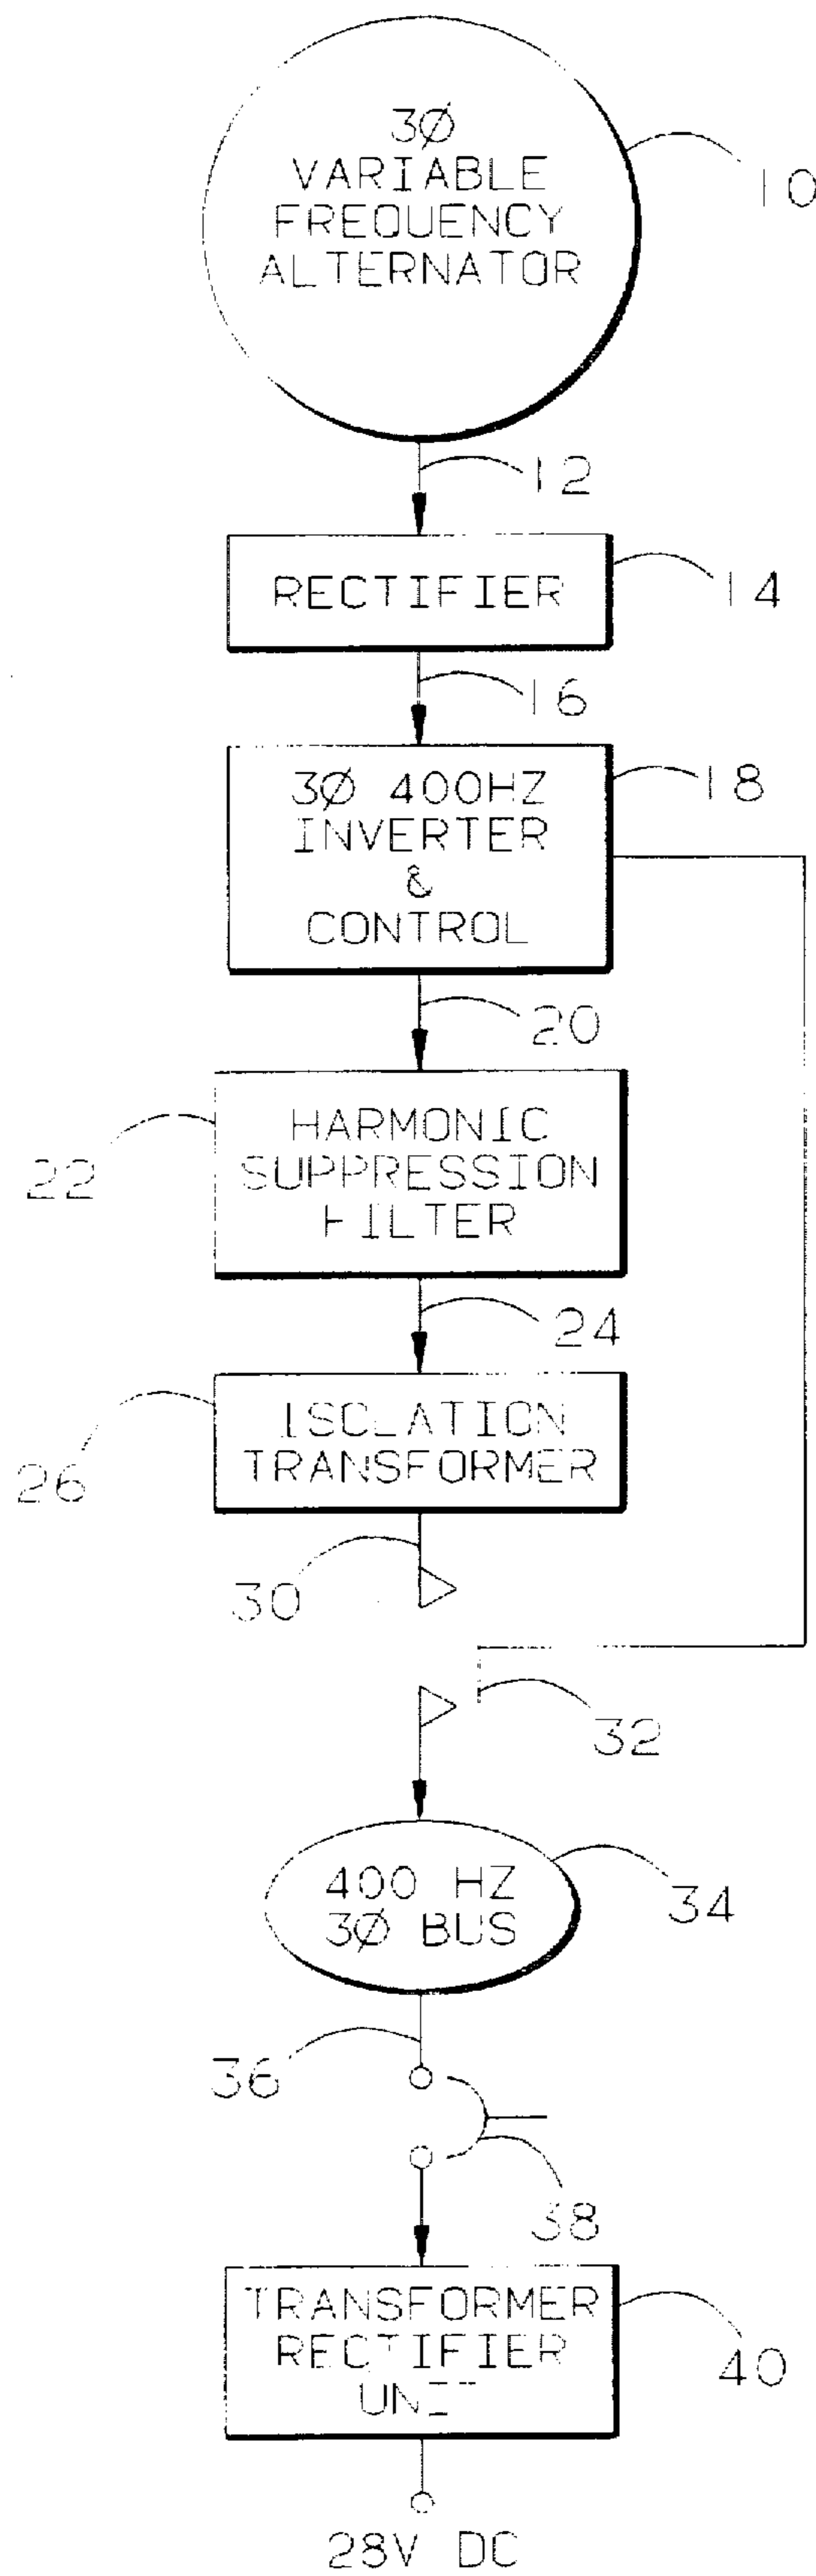 3Ø
VARIABLE
FREQUENCY
ALTERNATOR
10
12
RECTIFIER
14
16
3Ø 400HZ
INVERTER
&
CONTROL
18
20
HARMONIC
SUPPRESSION
FILTER
22
24
ISOLATION
TRANSFORMER
26
30
32
400 HZ
3Ø BUS
34
36
38
TRANSFORMER
RECTIFIER
UNIT
40
28V DC